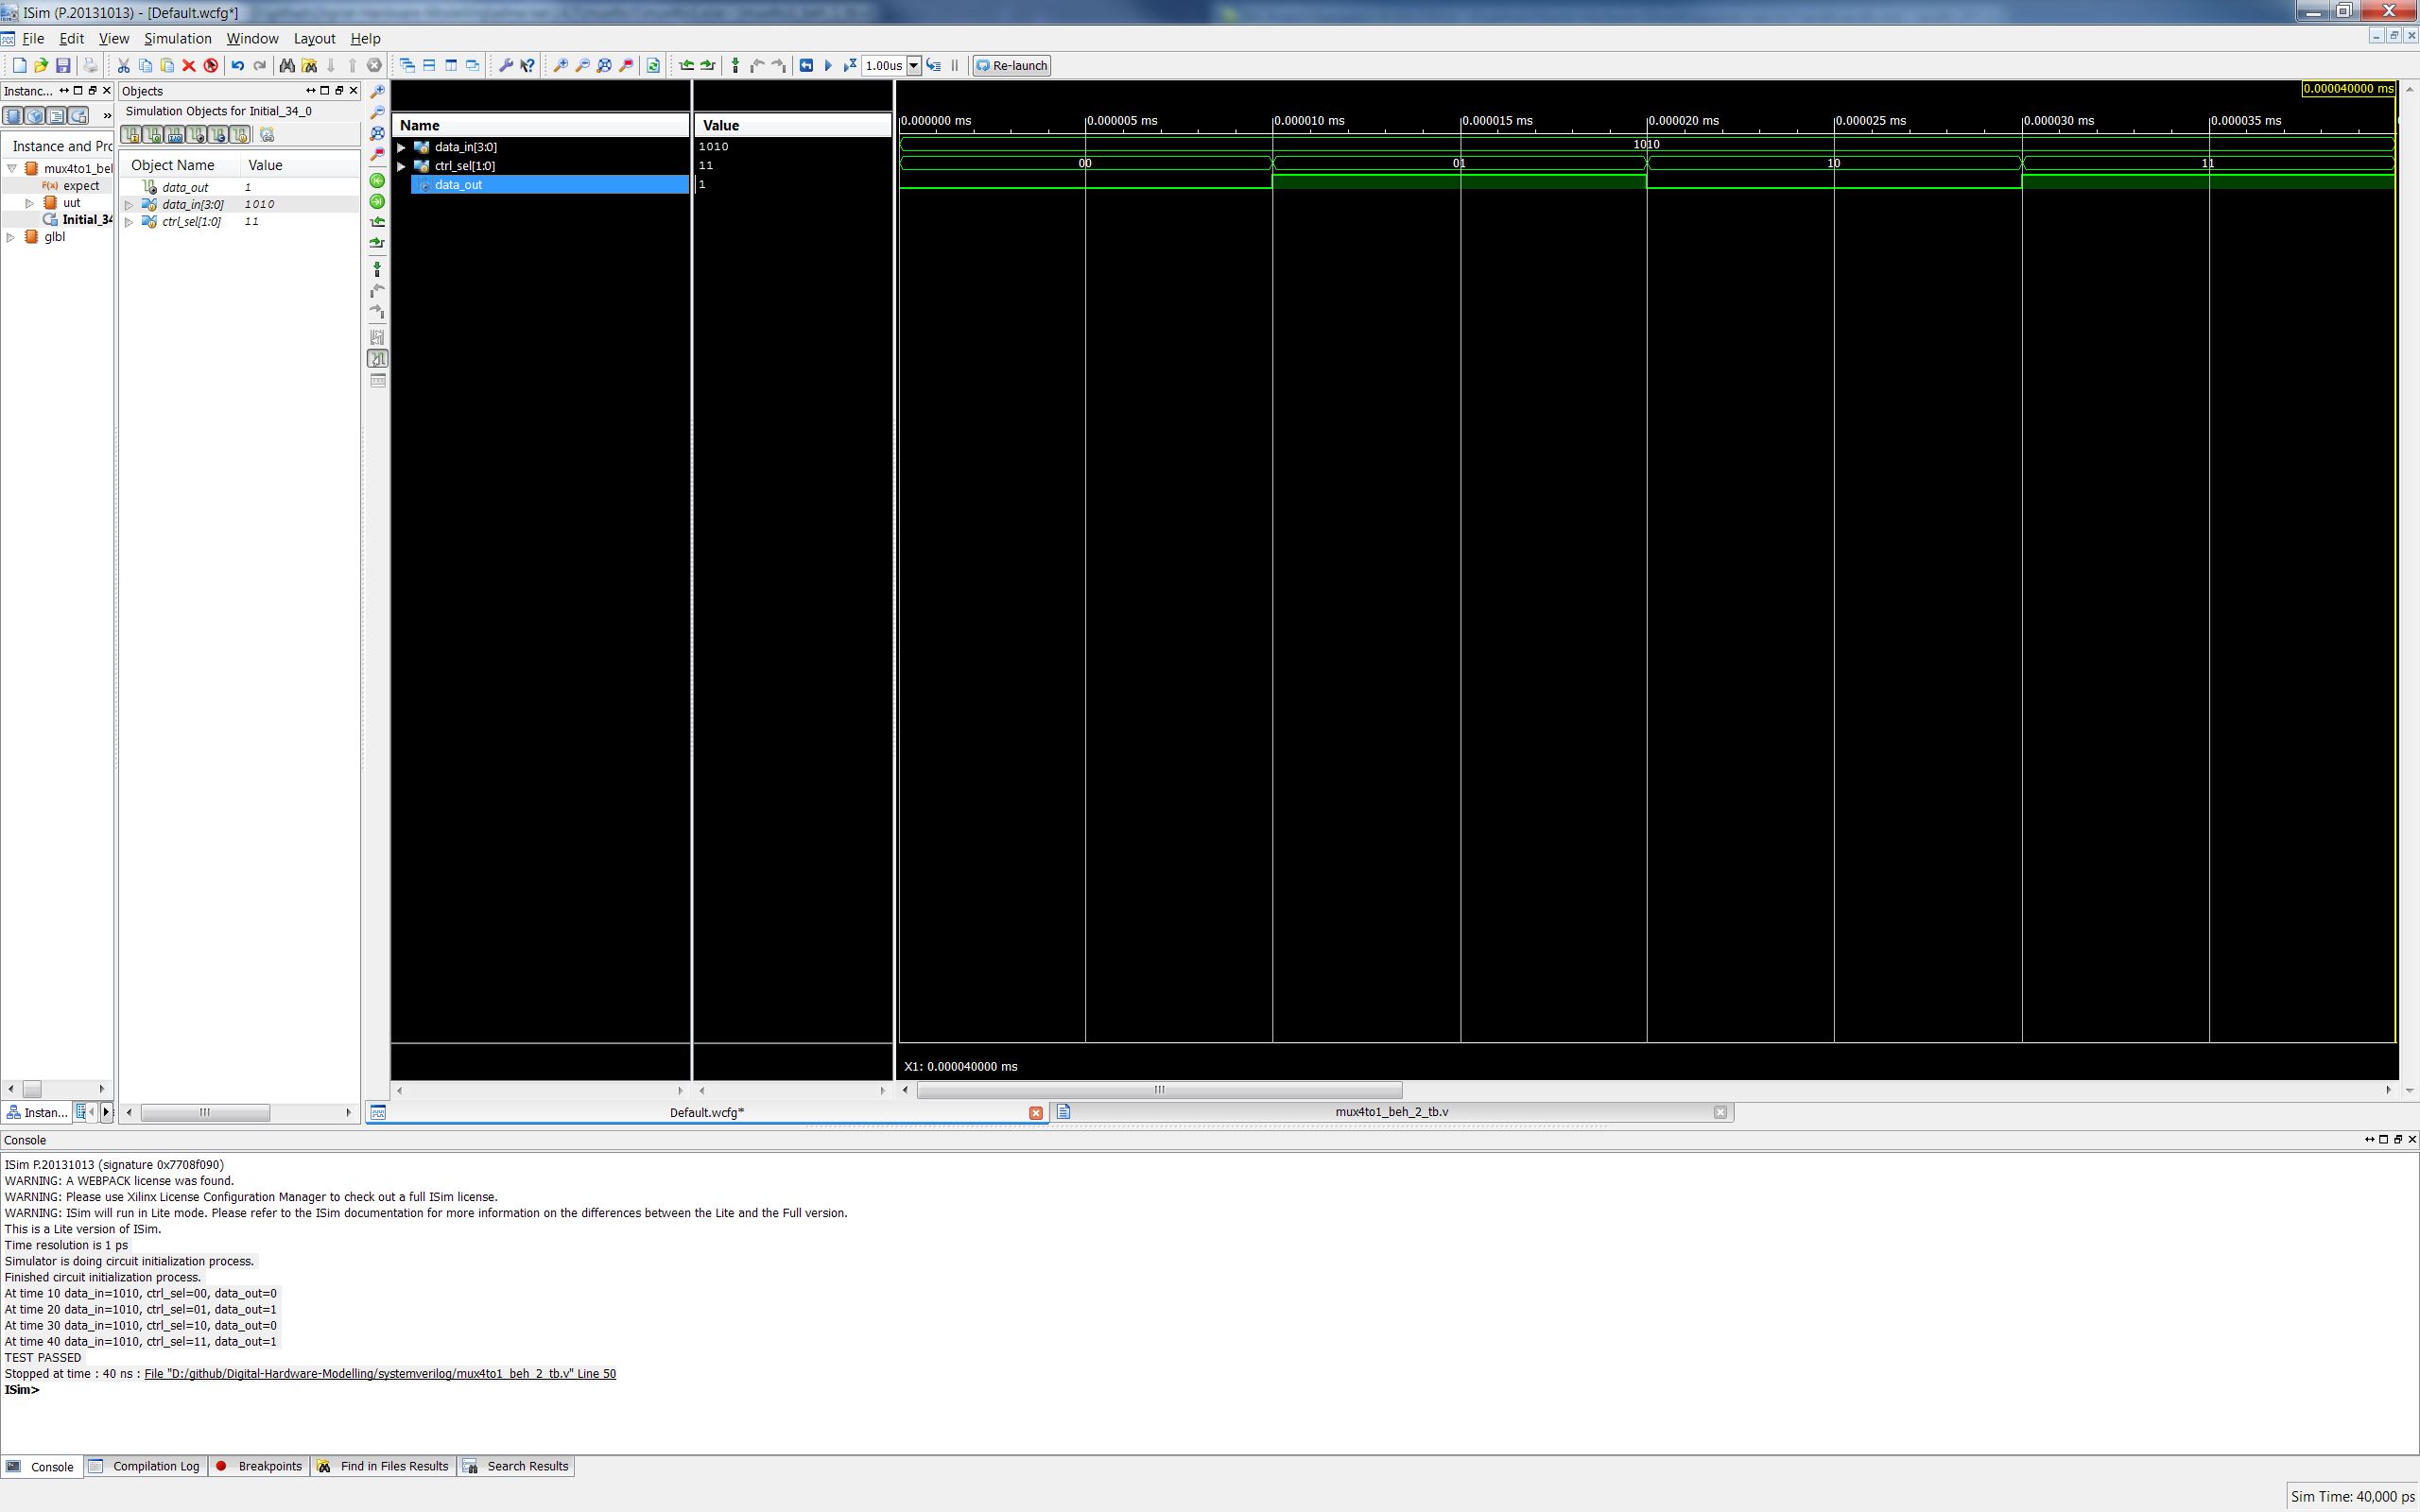 ISim (P.20131013) - [Default.wcfg*]
File Edit View Simulation Window Layout Help
1.00us Re-launch
Instanc...
Instance and Prc
mux4to1_bel
expect
uut
Initial_34
glbl
Instan...
Objects
Simulation Objects for Initial_34_0
Object Name Value
data_out 1
data_in[3:0] 1010
ctrl_sel[1:0] 11
Name Value
data_in[3:0] 1010
ctrl_sel[1:0] 11
data_out 1
0.000040000 ms
0.000000 ms 0.000005 ms 0.000010 ms 0.000015 ms 0.000020 ms 0.000025 ms 0.000030 ms 0.000035 ms
1010
00 01 10 11
X1: 0.000040000 ms
Default.wcfg* mux4to1_beh_2_tb.v
Console
ISim P.20131013 (signature 0x7708f090)
WARNING: A WEBPACK license was found.
WARNING: Please use Xilinx License Configuration Manager to check out a full ISim license.
WARNING: ISim will run in Lite mode. Please refer to the ISim documentation for more information on the differences between the Lite and the Full version.
This is a Lite version of ISim.
Time resolution is 1 ps
Simulator is doing circuit initialization process.
Finished circuit initialization process.
At time 10 data_in=1010, ctrl_sel=00, data_out=0
At time 20 data_in=1010, ctrl_sel=01, data_out=1
At time 30 data_in=1010, ctrl_sel=10, data_out=0
At time 40 data_in=1010, ctrl_sel=11, data_out=1
TEST PASSED
Stopped at time : 40 ns : File "D:/github/Digital-Hardware-Modelling/systemverilog/mux4to1_beh_2_tb.v" Line 50
ISim>
Console Compilation Log Breakpoints Find in Files Results Search Results
Sim Time: 40,000 ps